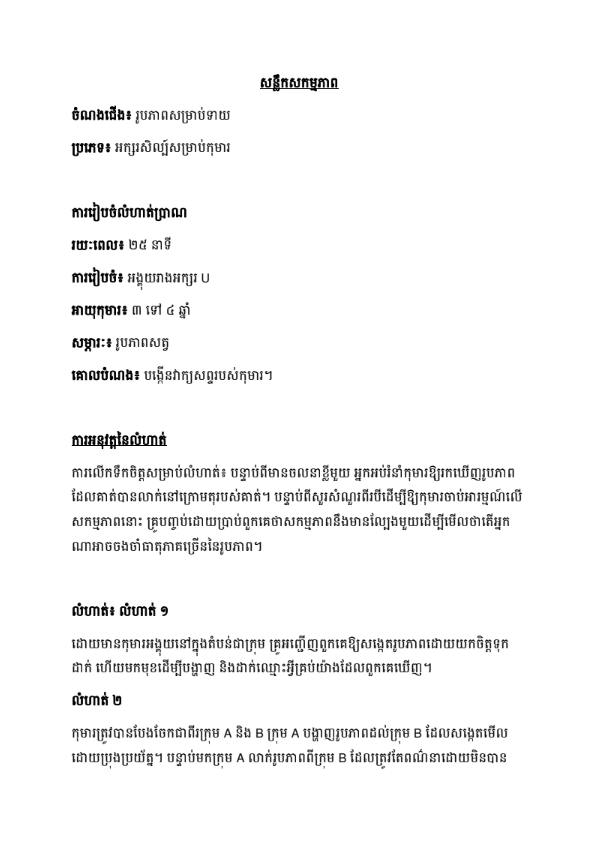 សន្លឹកសកម្មភាព
ចំណងជើង៖ រូបភាពសម្រាប់ទាយ
ប្រភេទ៖ អក្សរសិល្ប៍សម្រាប់កុមារ
ការរៀបចំលំហាត់ប្រាណ
រយៈពេល៖ ២៥ នាទី
ការរៀបចំ៖ អង្គុយរាងអក្សរ U
អាយុកុមារ៖ ៣ ទៅ ៤ ឆ្នាំ
សម្ភារៈ៖ រូបភាពសត្វ
គោលបំណង៖ បង្កើនវាក្យសព្ទរបស់កុមារ។
ការអនុវត្តនៃលំហាត់
ការលើកទឹកចិត្តសម្រាប់លំហាត់៖ បន្ទាប់ពីមានចលនាខ្លីមួយ អ្នកអប់រំនាំកុមារឱ្យរកឃើញរូបភាព
ដែលគាត់បានលាក់នៅក្រោមតុរបស់គាត់។ បន្ទាប់ពីសួរសំណួរពីរបីដើម្បីឱ្យកុមារចាប់អារម្មណ៍លើ
សកម្មភាពនោះ គ្រូបញ្ចប់ដោយប្រាប់ពួកគេថាសកម្មភាពនឹងមានល្បែងមួយដើម្បីមើលថាតើអ្នក
ណាអាចចងចាំធាតុភាគច្រើននៃរូបភាព។
លំហាត់៖ លំហាត់ ១
ដោយមានកុមារអង្គុយនៅក្នុងតំបន់ជាក្រុម គ្រូអញ្ជើញពួកគេឱ្យសង្កេតរូបភាពដោយយកចិត្តទុក
ដាក់ ហើយមកមុខដើម្បីបង្ហាញ និងដាក់ឈ្មោះអ្វីគ្រប់យ៉ាងដែលពួកគេឃើញ។
លំហាត់ ២
កុមារត្រូវបានបែងចែកជាពីរក្រុម A និង B ក្រុម A បង្ហាញរូបភាពដល់ក្រុម B ដែលសង្កេតមើល
ដោយប្រុងប្រយ័ត្ន។ បន្ទាប់មកក្រុម A លាក់រូបភាពពីក្រុម B ដែលត្រូវតែពណ៌នាដោយមិនបាន